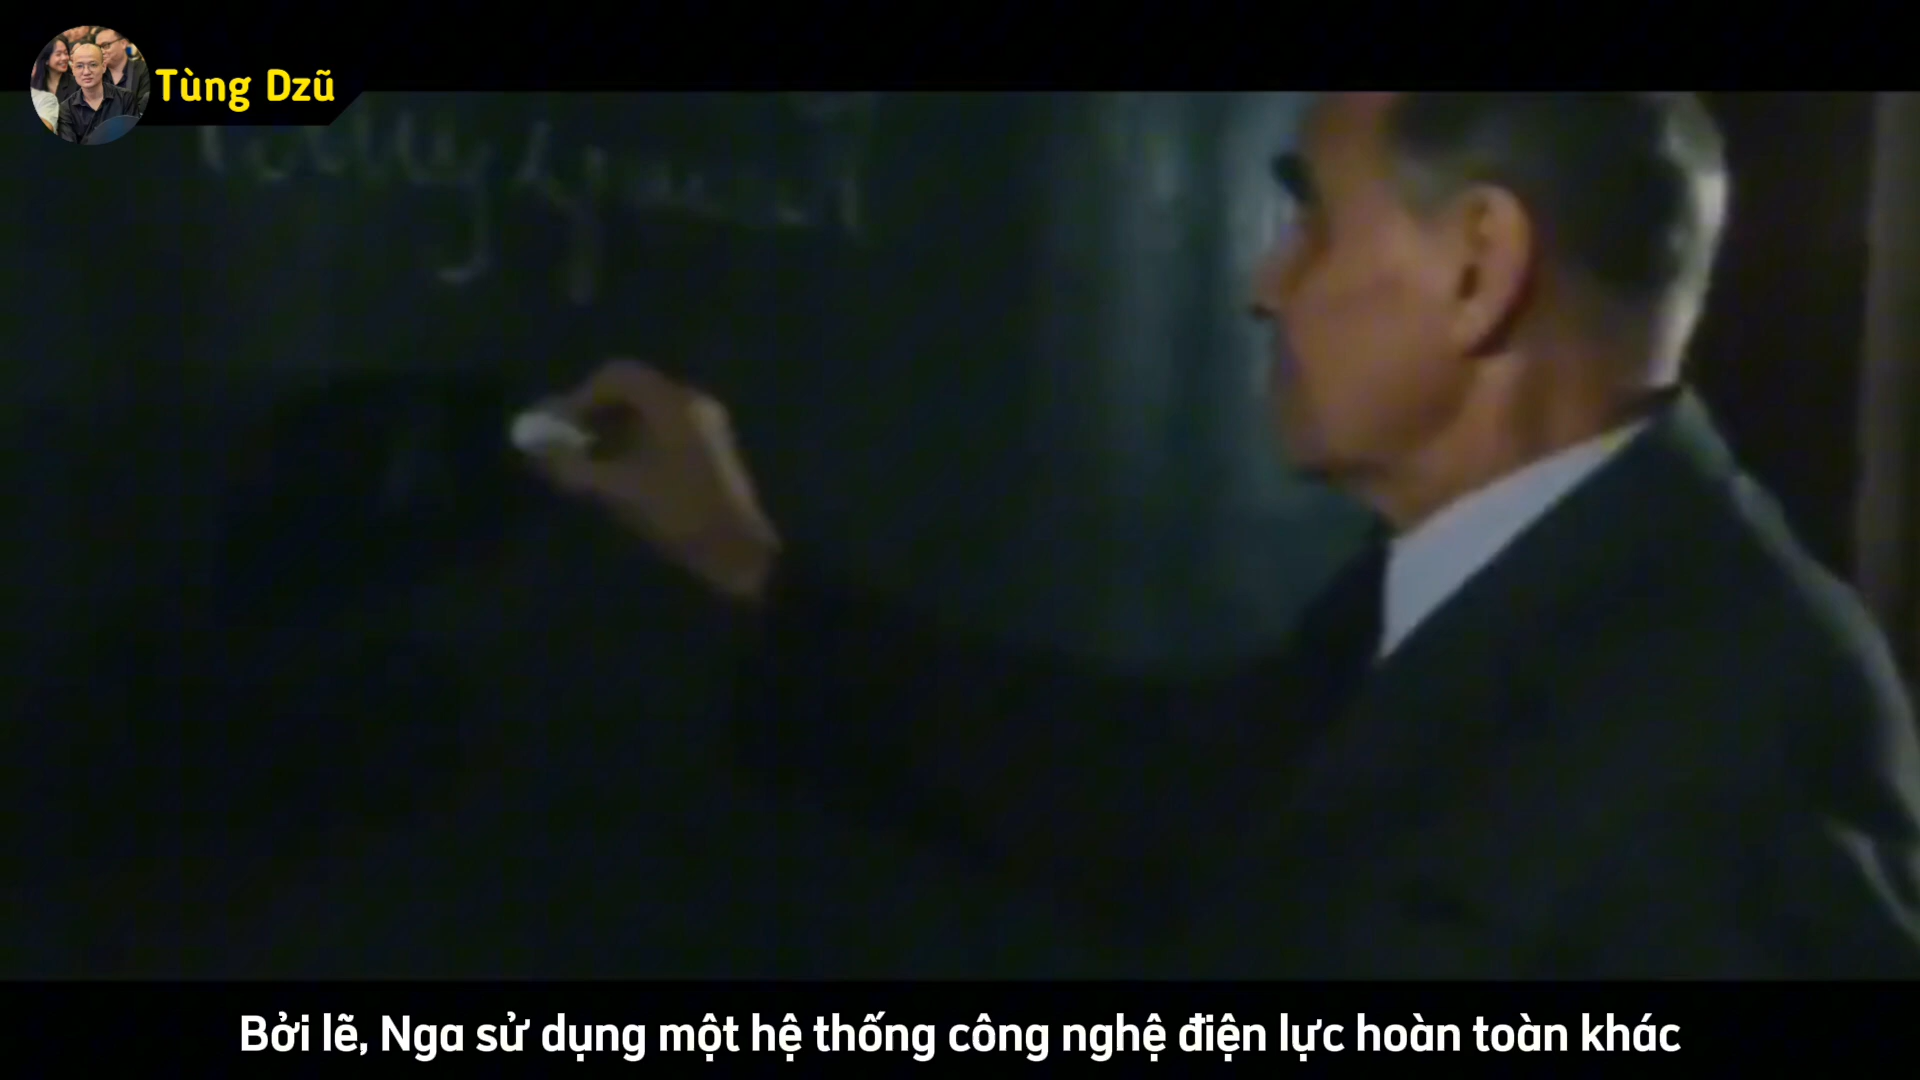 Tùng Dzũ
Bởi lẽ, Nga sử dụng một hệ thống công nghệ điện lực hoàn toàn khác